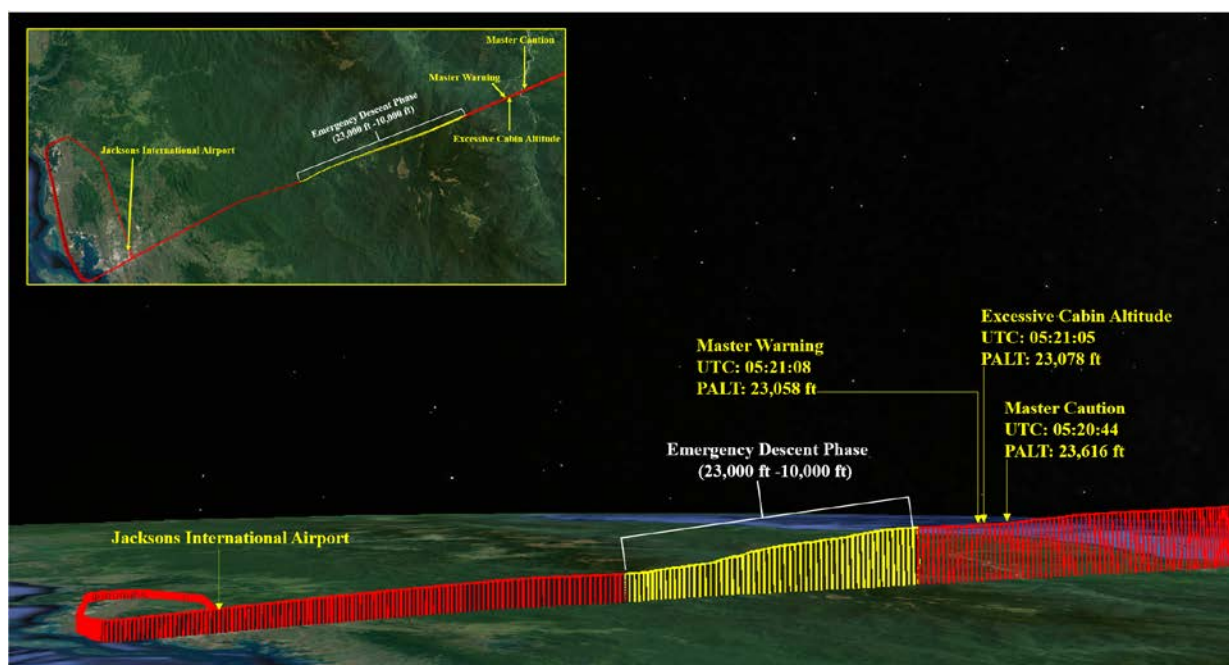 Master Caution
Master Warning
Emergency Descent Phase
(23,000 ft -10,000 ft)
Excessive Cabin Altitude
Jacksons International Airport
Excessive Cabin Altitude
UTC: 05:21:05
PALT: 23,078 ft
Master Warning
UTC: 05:21:08
PALT: 23,058 ft
Master Caution
UTC: 05:20:44
PALT: 23,616 ft
Emergency Descent Phase
(23,000 ft -10,000 ft)
Jacksons International Airport